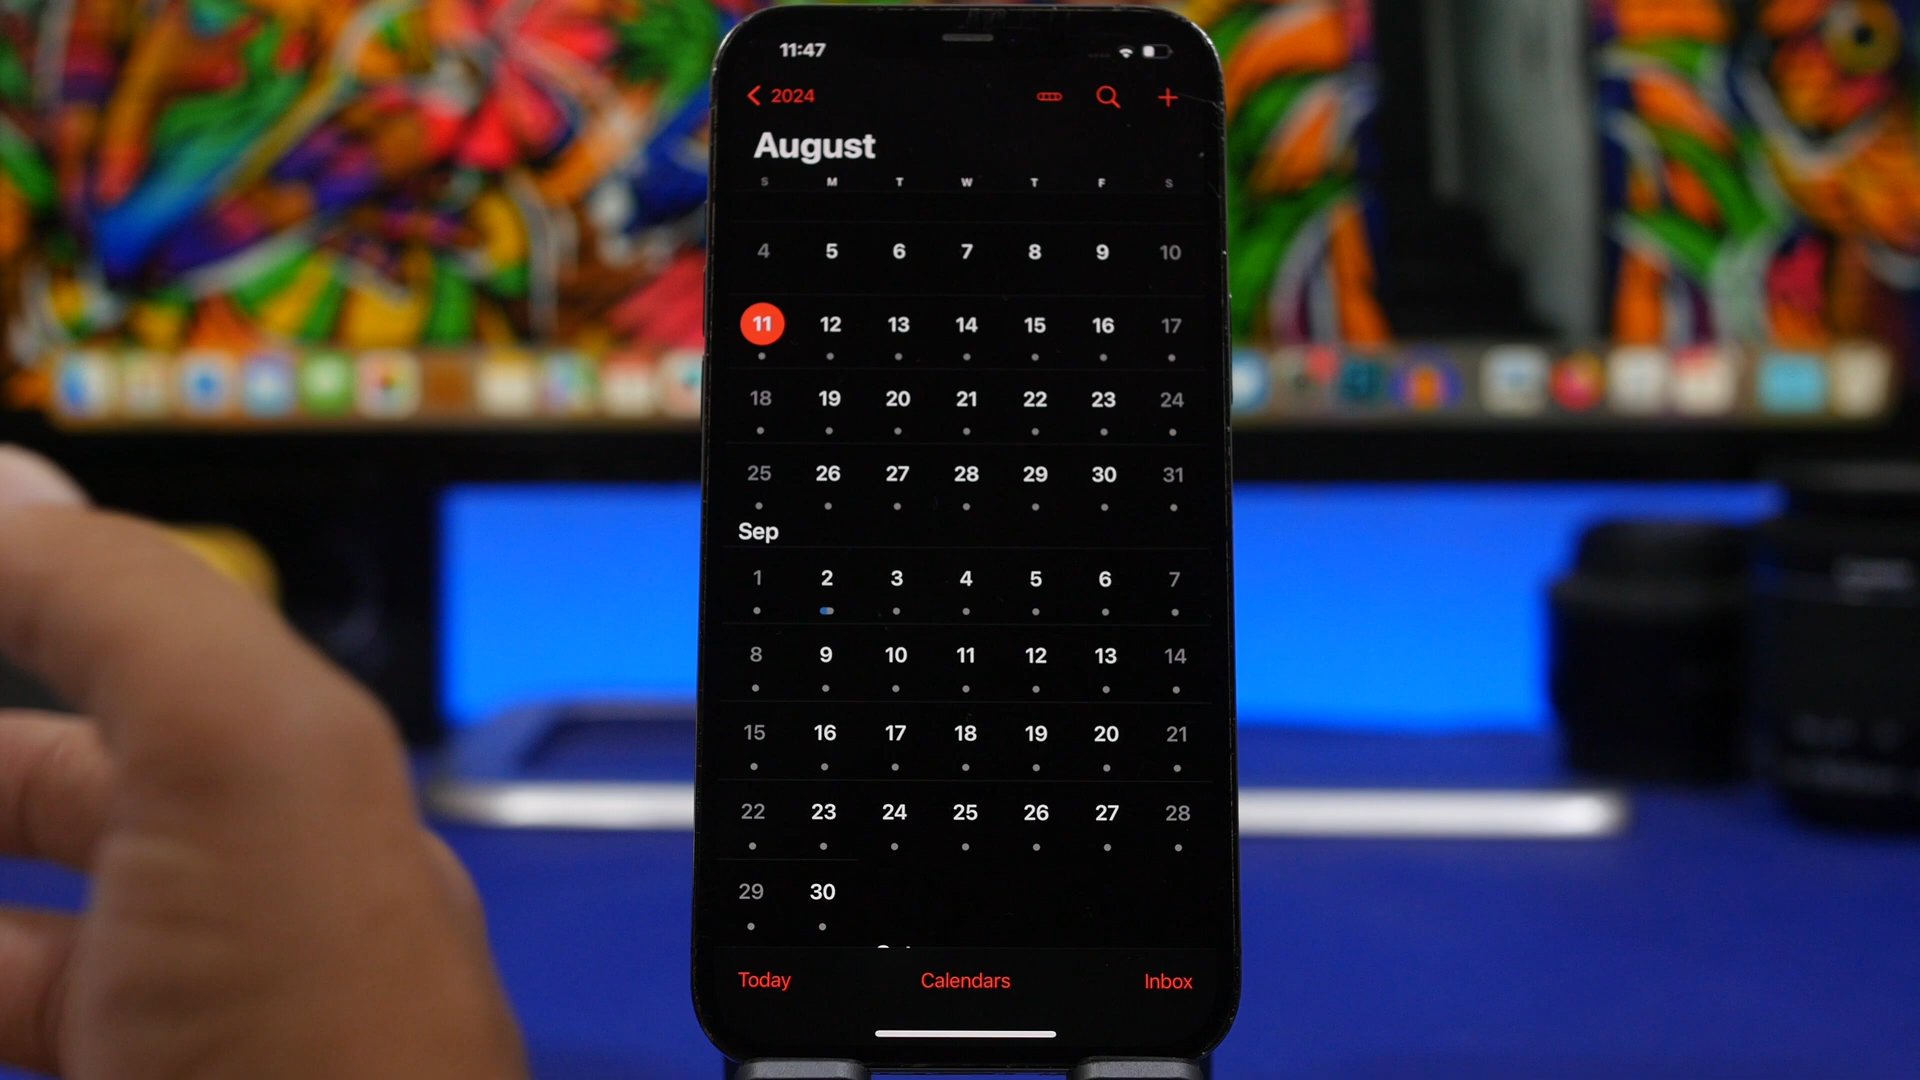 11:47
2024
August
S M T W T F S
4 5 6 7 8 9 10
11 12 13 14 15 16 17
18 19 20 21 22 23 24
25 26 27 28 29 30 31
Sep
1 2 3 4 5 6 7
8 9 10 11 12 13 14
15 16 17 18 19 20 21
22 23 24 25 26 27 28
29 30
Today Calendars Inbox